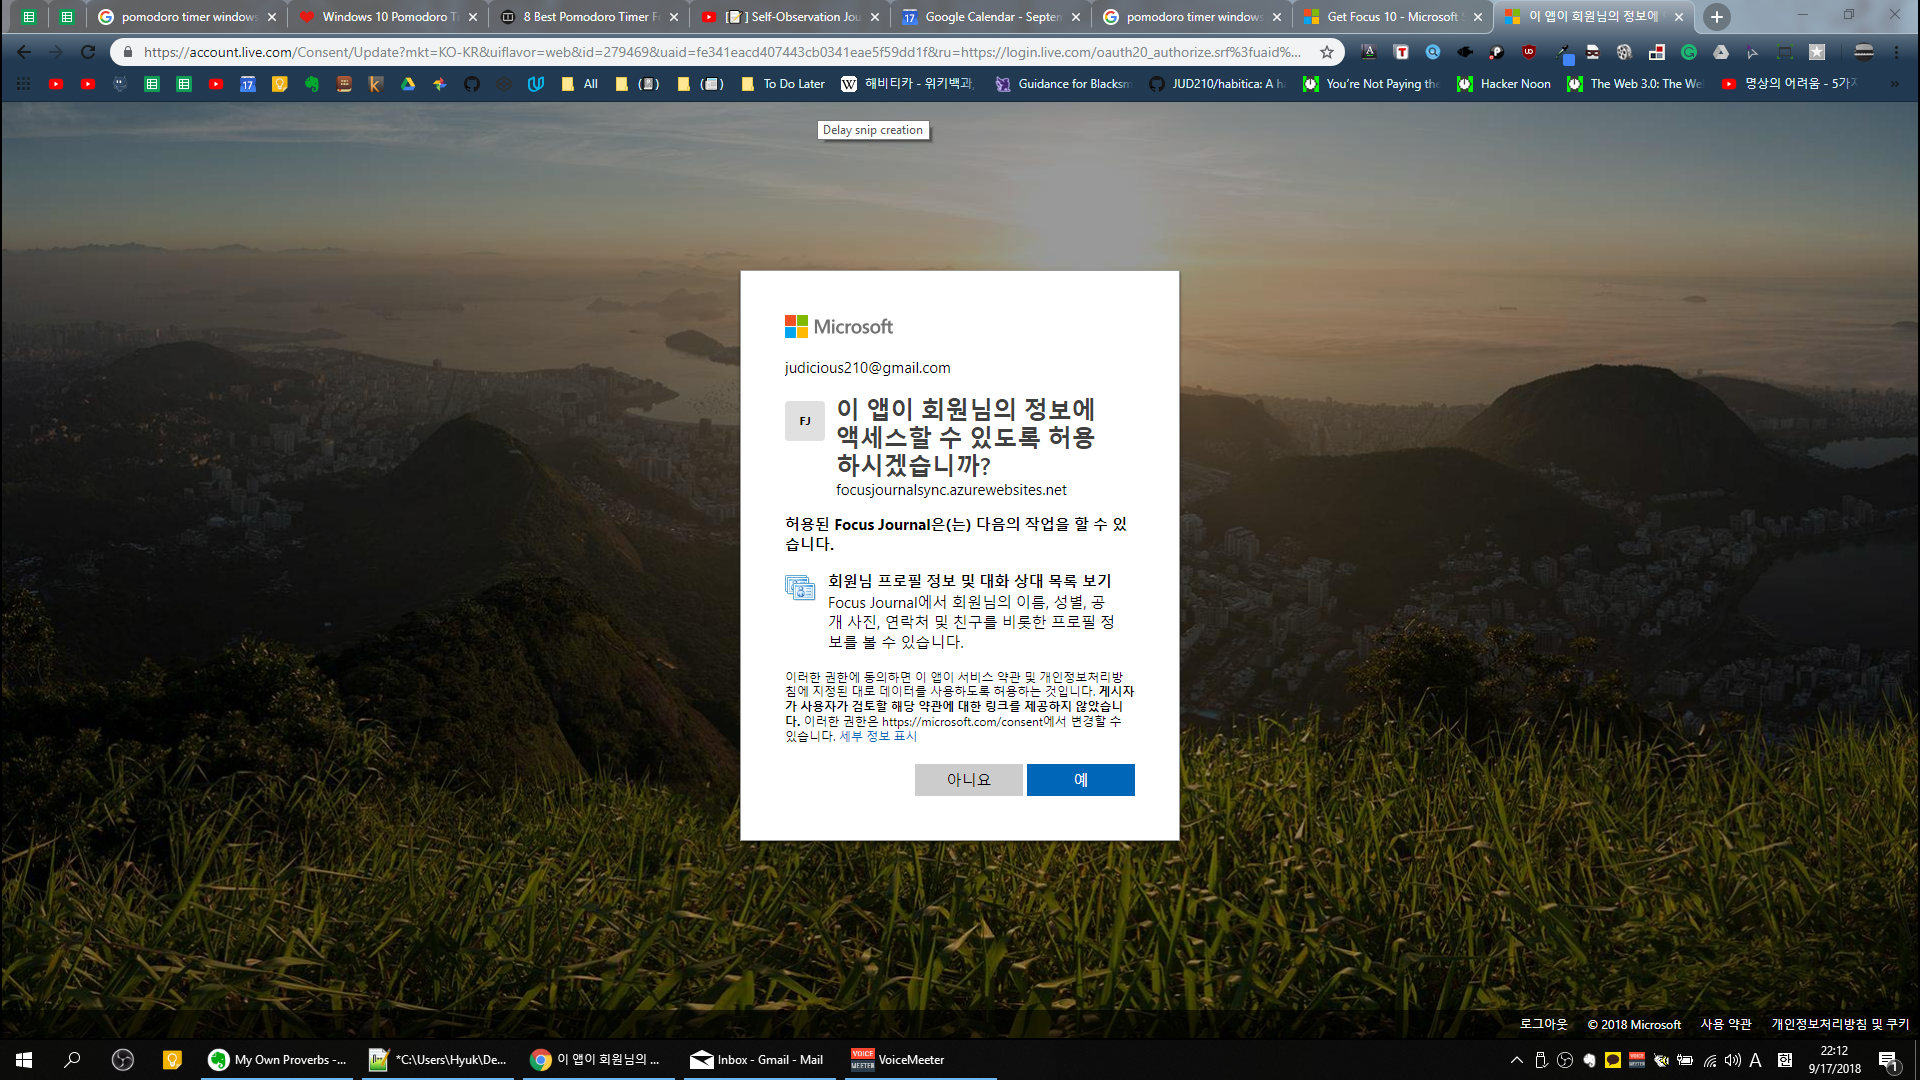 pomodoro timer windows
Windows 10 Pomodoro Ti
8 Best Pomodoro Timer Fo
] Self-Observation Jou
Google Calendar - Septem
pomodoro timer windows
Get Focus 10 - Microsoft S
이 앱이 회원님의 정보에
https://account.live.com/Consent/Update?mkt=KO-KR&uiflavor=web&id=279469&uaid=fe341eacd407443cb0341eae5f59dd1f&ru=https://login.live.com/oauth20_authorize.srf%3fuaid%...
All
To Do Later
해비티카 - 위키백과,
Guidance for Blacksm
JUD210/habitica: A ha
You're Not Paying the
Hacker Noon
The Web 3.0: The We
명상의 어려움 - 5가지
Delay snip creation
Microsoft
judicious210@gmail.com
FJ
이 앱이 회원님의 정보에
액세스할 수 있도록 허용
하시겠습니까?
focusjournalsync.azurewebsites.net
허용된 Focus Journal은(는) 다음의 작업을 할 수 있
습니다.
회원님 프로필 정보 및 대화 상대 목록 보기
Focus Journal에서 회원님의 이름, 성별, 공
개 사진, 연락처 및 친구를 비롯한 프로필 정
보를 볼 수 있습니다.
이러한 권한에 동의하면 이 앱이 서비스 약관 및 개인정보처리방
침에 지정된 대로 데이터를 사용하도록 허용하는 것입니다. 게시자
가 사용자가 검토할 해당 약관에 대한 링크를 제공하지 않았습니
다. 이러한 권한은 https://microsoft.com/consent에서 변경할 수
있습니다. 세부 정보 표시
아니요
예
로그아웃
© 2018 Microsoft
사용 약관
개인정보처리방침 및 쿠키
My Own Proverbs -...
*C:\Users\Hyuk\De...
이 앱이 회원님의 ...
Inbox - Gmail - Mail
VOICE MEETER
VoiceMeeter
A
한
22:12
9/17/2018
1